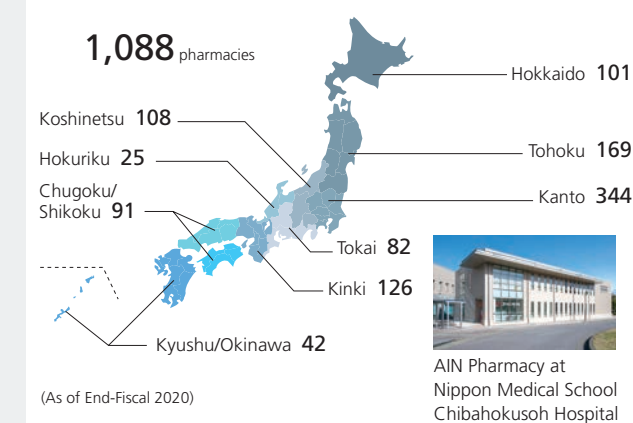 1,088 pharmacies
Hokkaido 101
Koshinetsu 108
Tohoku 169
Hokuriku 25
Kanto 344
Chugoku/
Shikoku 91
Tokai 82
Kinki 126
Kyushu/Okinawa 42
AIN Pharmacy at
Nippon Medical School
Chibahokusoh Hospital
(As of End-Fiscal 2020)